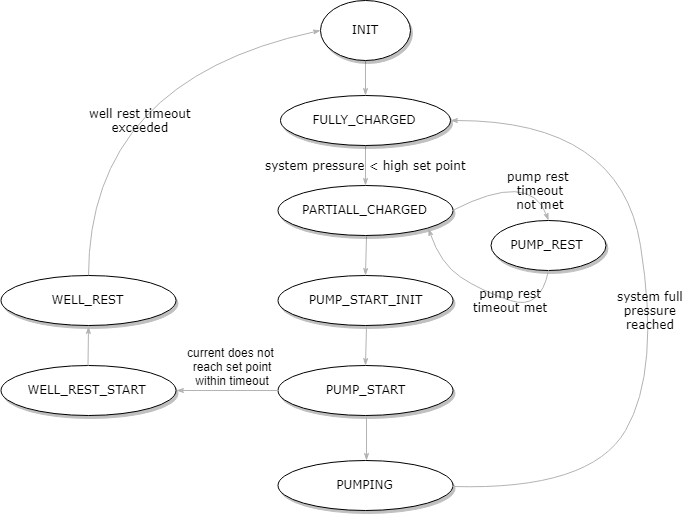 INIT
well rest timeout
exceeded
FULLY_CHARGED
system pressure < high set point
pump rest
timeout
not met
PARTIALL_CHARGED
PUMP_REST
WELL_REST
PUMP_START_INIT
pump rest
timeout met
system full
pressure
reached
current does not
reach set point
within timeout
WELL_REST_START
PUMP_START
PUMPING